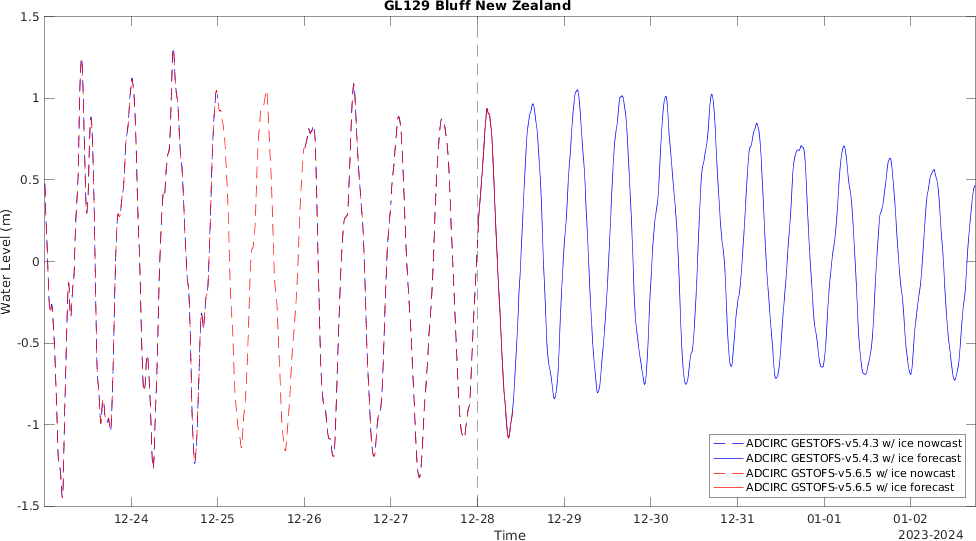 GL129 Bluff New Zealand
1.5
1
0.5
0
-0.5
-1
-1.5
Water Level (m)
12-24 12-25 12-26 12-27 12-28 12-29 12-30 12-31 01-01 01-02
Time
2023-2024
ADCIRC GESTOFS-v5.4.3 w/ ice nowcast
ADCIRC GESTOFS-v5.4.3 w/ ice forecast
ADCIRC GSTOFS-v5.6.5 w/ ice nowcast
ADCIRC GSTOFS-v5.6.5 w/ ice forecast